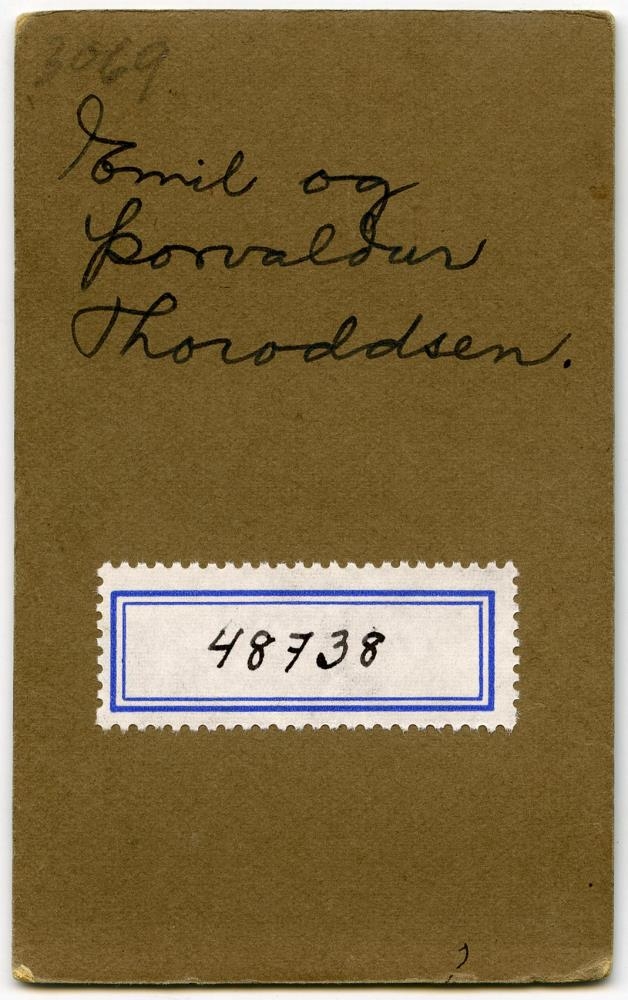 3069
Emil og
Þorvaldur
Thoroddsen.
48738